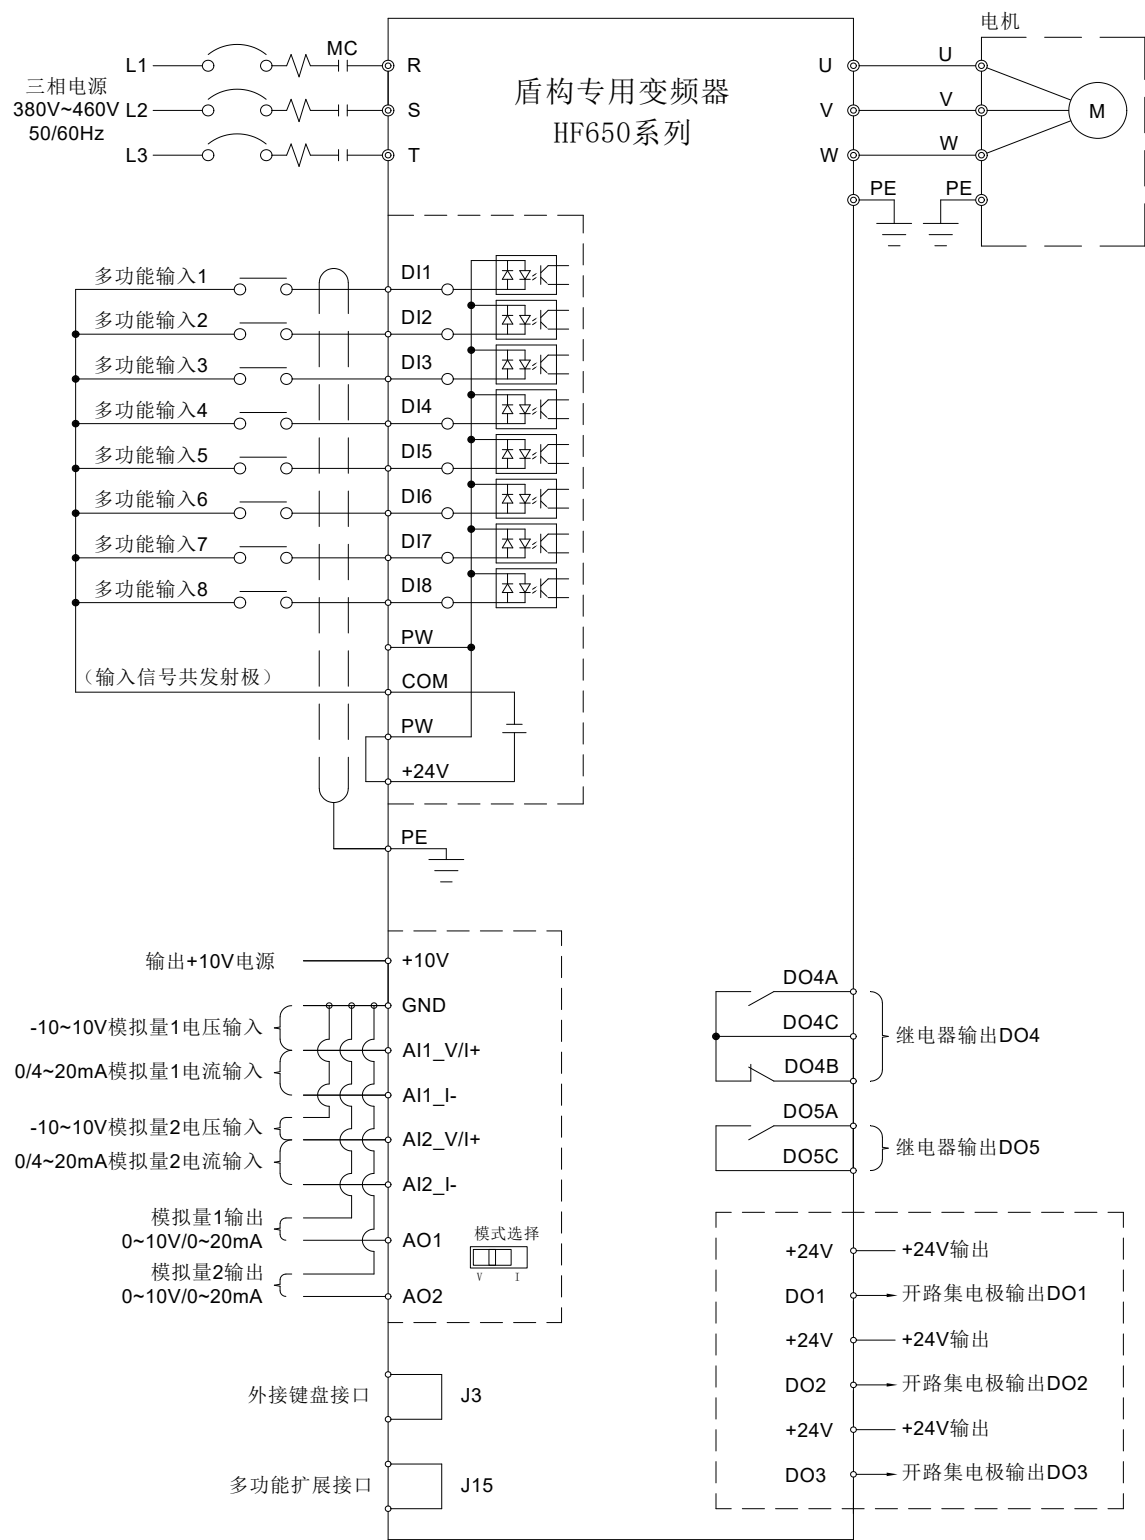 电机
L1
MC
R
三相电源
380V~460V
50/60Hz
L2
S
L3
T
盾构专用变频器
HF650系列
U
U
V
V
W
W
M
PE
PE
多功能输入1
DI1
多功能输入2
DI2
多功能输入3
DI3
多功能输入4
DI4
多功能输入5
DI5
多功能输入6
DI6
多功能输入7
DI7
多功能输入8
DI8
PW
（输入信号共发射极）
COM
PW
+24V
PE
输出+10V电源
+10V
GND
-10~10V模拟量1电压输入
AI1_V/I+
0/4~20mA模拟量1电流输入
AI1_I-
-10~10V模拟量2电压输入
AI2_V/I+
0/4~20mA模拟量2电流输入
AI2_I-
模拟量1输出
0~10V/0~20mA
AO1
模拟量2输出
0~10V/0~20mA
AO2
模式选择
V
I
外接键盘接口
J3
多功能扩展接口
J15
DO4A
DO4C
DO4B
继电器输出DO4
DO5A
DO5C
继电器输出DO5
+24V
+24V输出
DO1
开路集电极输出DO1
+24V
+24V输出
DO2
开路集电极输出DO2
+24V
+24V输出
DO3
开路集电极输出DO3